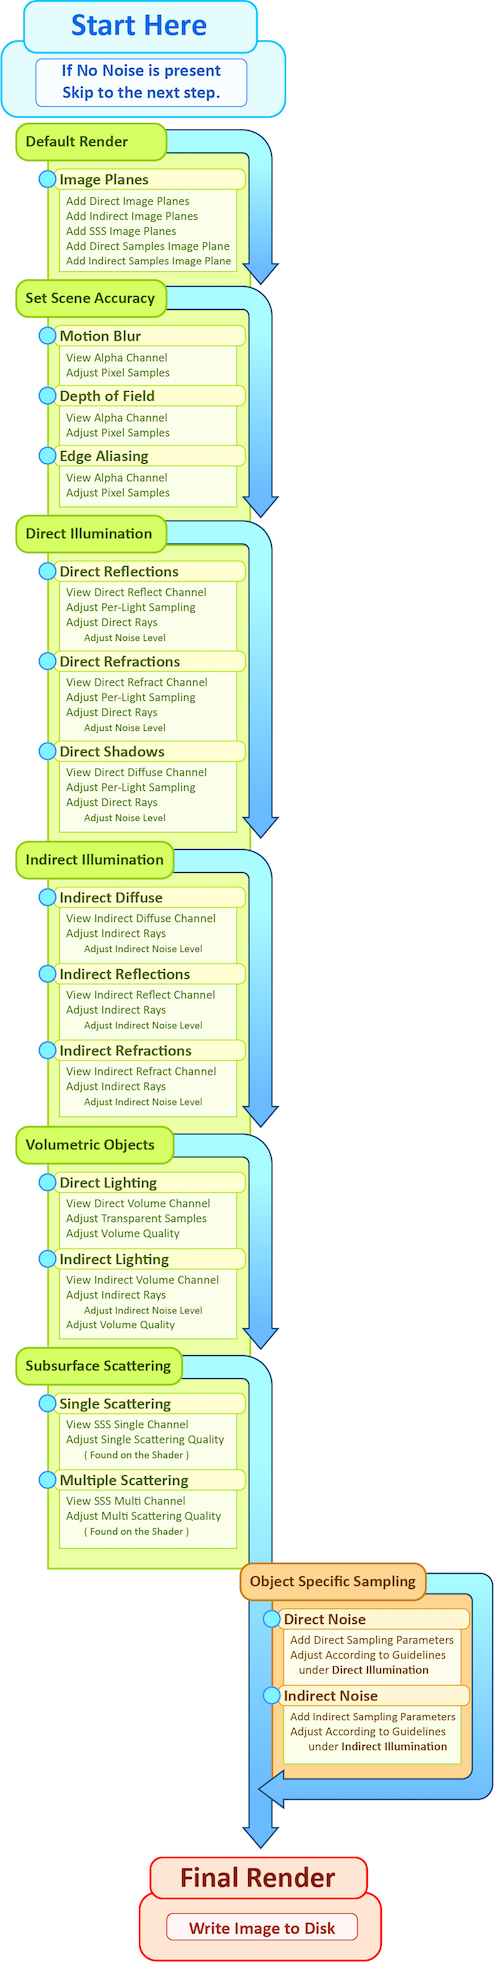 Start Here
If No Noise is present
Skip to the next step.
Default Render
Image Planes
Add Direct Image Planes
Add Indirect Image Planes
Add SSS Image Planes
Add Direct Samples Image Plane
Add Indirect Samples Image Plane
Set Scene Accuracy
Motion Blur
View Alpha Channel
Adjust Pixel Samples
Depth of Field
View Alpha Channel
Adjust Pixel Samples
Edge Aliasing
View Alpha Channel
Adjust Pixel Samples
Direct Illumination
Direct Reflections
View Direct Reflect Channel
Adjust Per-Light Sampling
Adjust Direct Rays
Adjust Noise Level
Direct Refractions
View Direct Refract Channel
Adjust Per-Light Sampling
Adjust Direct Rays
Adjust Noise Level
Direct Shadows
View Direct Diffuse Channel
Adjust Per-Light Sampling
Adjust Direct Rays
Adjust Noise Level
Indirect Illumination
Indirect Diffuse
View Indirect Diffuse Channel
Adjust Indirect Rays
Adjust Indirect Noise Level
Indirect Reflections
View Indirect Reflect Channel
Adjust Indirect Rays
Adjust Indirect Noise Level
Indirect Refractions
View Indirect Refract Channel
Adjust Indirect Rays
Adjust Indirect Noise Level
Volumetric Objects
Direct Lighting
View Direct Volume Channel
Adjust Transparent Samples
Adjust Volume Quality
Indirect Lighting
View Indirect Volume Channel
Adjust Indirect Rays
Adjust Indirect Noise Level
Adjust Volume Quality
Subsurface Scattering
Single Scattering
View SSS Single Channel
Adjust Single Scattering Quality
( Found on the Shader )
Multiple Scattering
View SSS Multi Channel
Adjust Multi Scattering Quality
( Found on the Shader )
Object Specific Sampling
Direct Noise
Add Direct Sampling Parameters
Adjust According to Guidelines
under Direct Illumination
Indirect Noise
Add Indirect Sampling Parameters
Adjust According to Guidelines
under Indirect Illumination
Final Render
Write Image to Disk